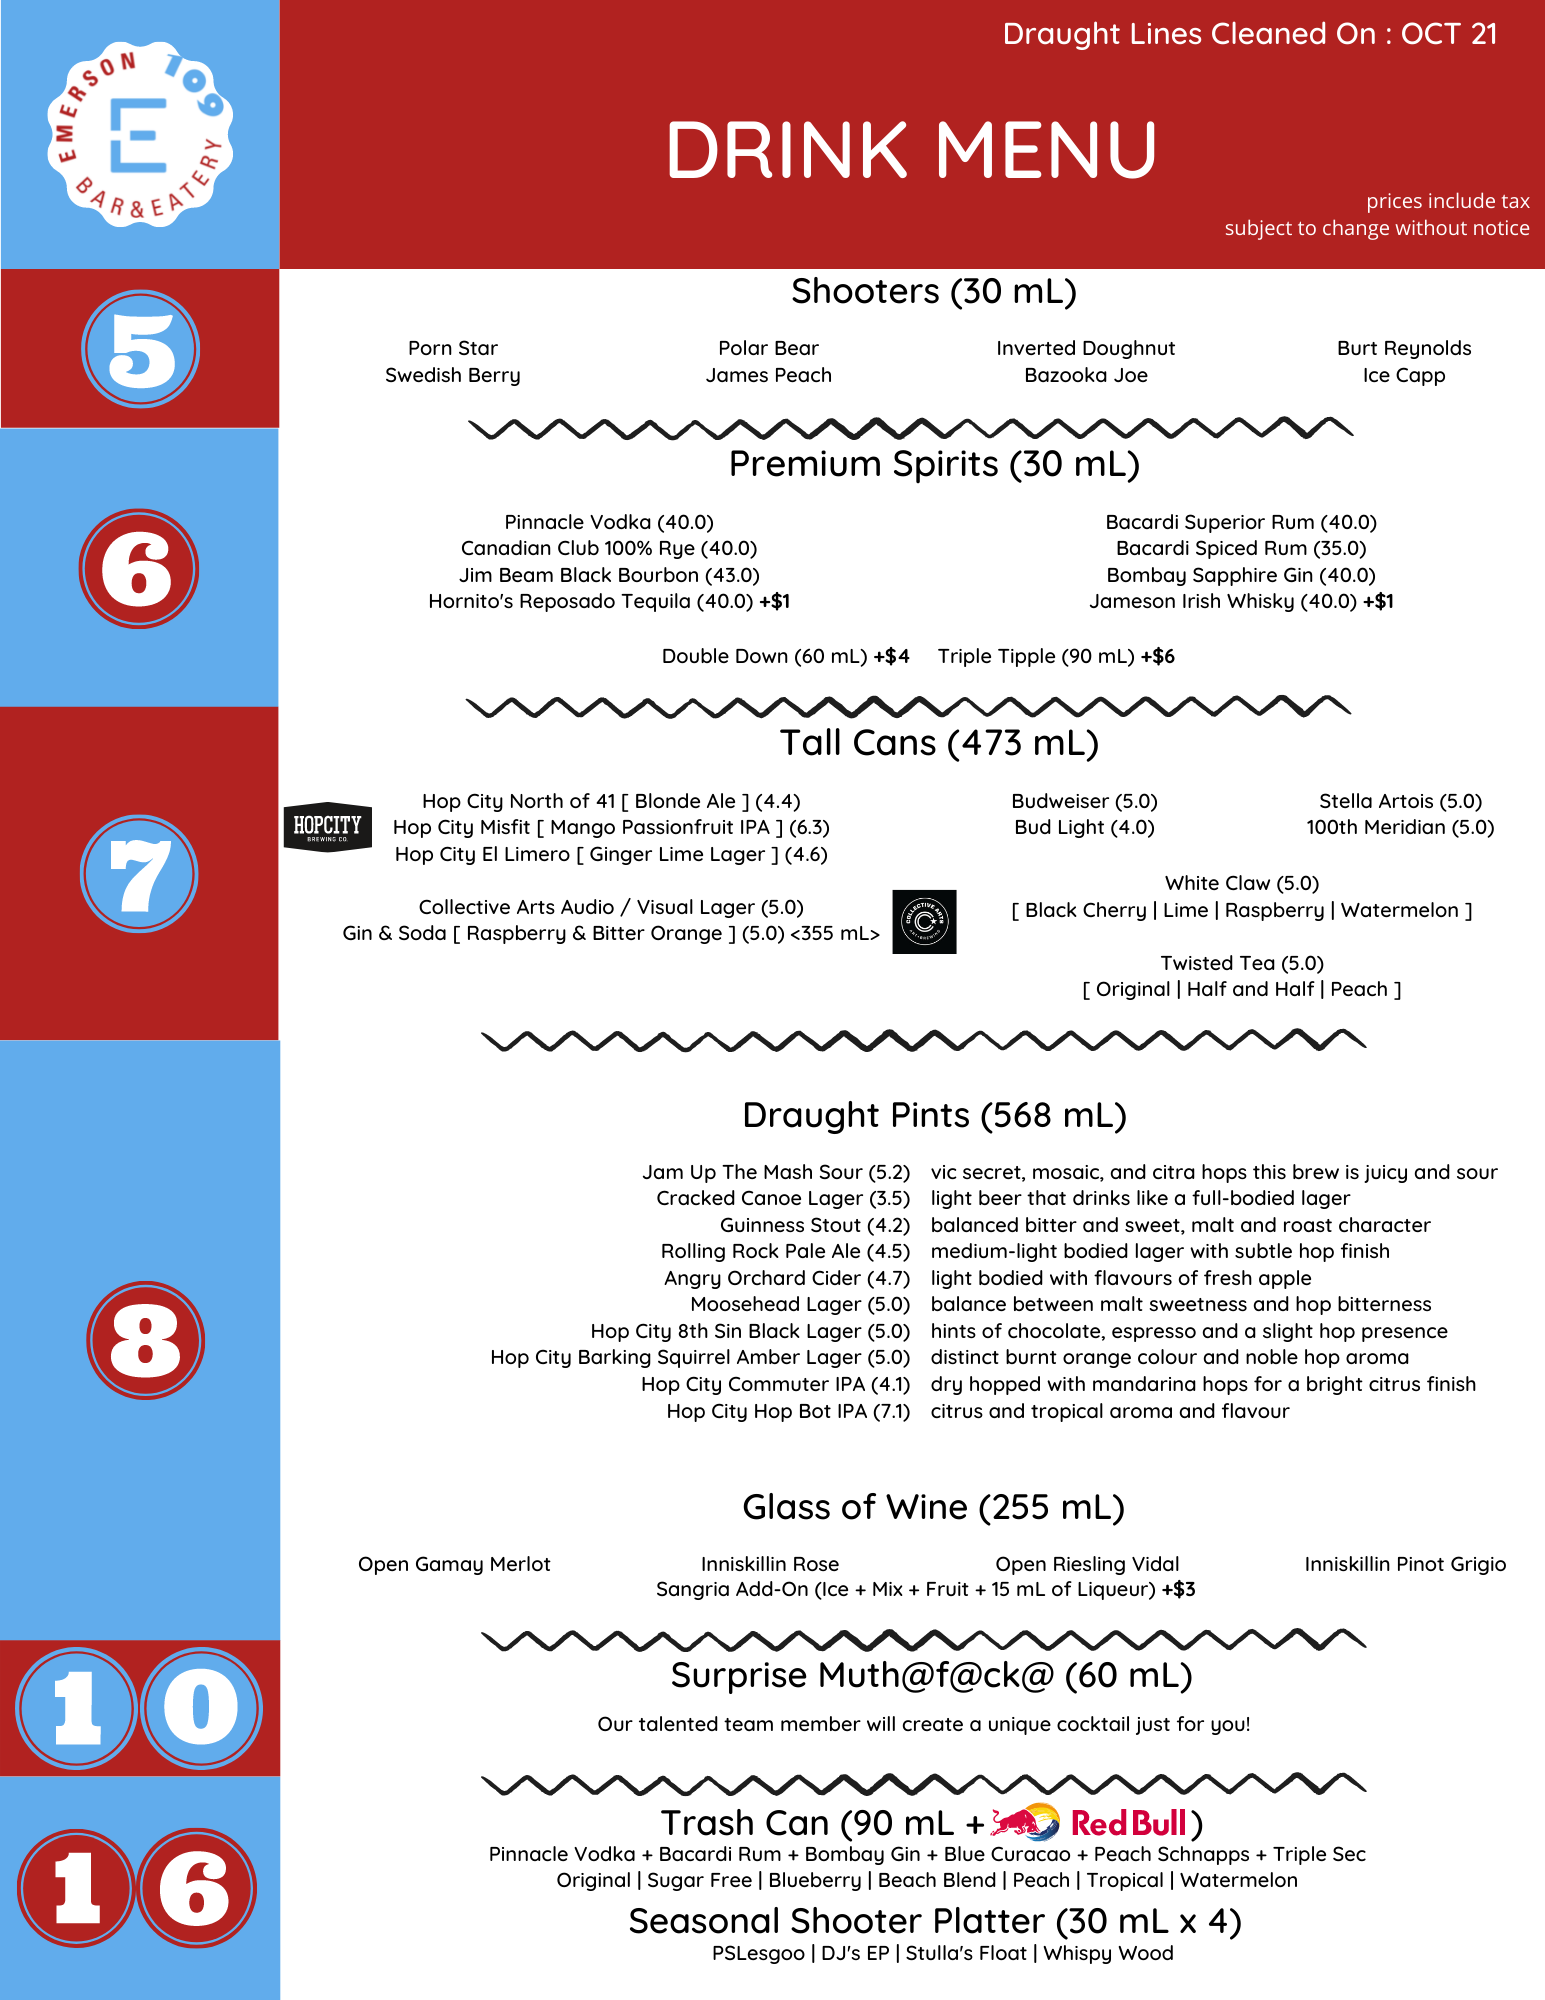 EMERSON 109
E
BAR & EATERY
Draught Lines Cleaned On : OCT 21
DRINK MENU
prices include tax
subject to change without notice
5
Shooters (30 mL)
Porn Star Polar Bear Inverted Doughnut Burt Reynolds
Swedish Berry James Peach Bazooka Joe Ice Capp
6
Premium Spirits (30 mL)
Pinnacle Vodka (40.0) Bacardi Superior Rum (40.0)
Canadian Club 100% Rye (40.0) Bacardi Spiced Rum (35.0)
Jim Beam Black Bourbon (43.0) Bombay Sapphire Gin (40.0)
Hornito's Reposado Tequila (40.0) +$1 Jameson Irish Whisky (40.0) +$1
Double Down (60 mL) +$4 Triple Tipple (90 mL) +$6
7
Tall Cans (473 mL)
HOPCITY
BREWING CO.
Hop City North of 41 [ Blonde Ale ] (4.4)
Hop City Misfit [ Mango Passionfruit IPA ] (6.3)
Hop City El Limero [ Ginger Lime Lager ] (4.6)
Collective Arts Audio / Visual Lager (5.0)
Gin & Soda [ Raspberry & Bitter Orange ] (5.0) <355 mL>
COLLECTIVE ARTS
C
ART + BREWING
Budweiser (5.0) Stella Artois (5.0)
Bud Light (4.0) 100th Meridian (5.0)
White Claw (5.0)
[ Black Cherry | Lime | Raspberry | Watermelon ]
Twisted Tea (5.0)
[ Original | Half and Half | Peach ]
8
Draught Pints (568 mL)
Jam Up The Mash Sour (5.2) vic secret, mosaic, and citra hops this brew is juicy and sour
Cracked Canoe Lager (3.5) light beer that drinks like a full-bodied lager
Guinness Stout (4.2) balanced bitter and sweet, malt and roast character
Rolling Rock Pale Ale (4.5) medium-light bodied lager with subtle hop finish
Angry Orchard Cider (4.7) light bodied with flavours of fresh apple
Moosehead Lager (5.0) balance between malt sweetness and hop bitterness
Hop City 8th Sin Black Lager (5.0) hints of chocolate, espresso and a slight hop presence
Hop City Barking Squirrel Amber Lager (5.0) distinct burnt orange colour and noble hop aroma
Hop City Commuter IPA (4.1) dry hopped with mandarina hops for a bright citrus finish
Hop City Hop Bot IPA (7.1) citrus and tropical aroma and flavour
Glass of Wine (255 mL)
Open Gamay Merlot Inniskillin Rose Open Riesling Vidal Inniskillin Pinot Grigio
Sangria Add-On (Ice + Mix + Fruit + 15 mL of Liqueur) +$3
10
Surprise Muth@f@ck@ (60 mL)
Our talented team member will create a unique cocktail just for you!
16
Trash Can (90 mL + Red Bull)
Pinnacle Vodka + Bacardi Rum + Bombay Gin + Blue Curacao + Peach Schnapps + Triple Sec
Original | Sugar Free | Blueberry | Beach Blend | Peach | Tropical | Watermelon
Seasonal Shooter Platter (30 mL x 4)
PSLesgoo | DJ's EP | Stulla's Float | Whispy Wood